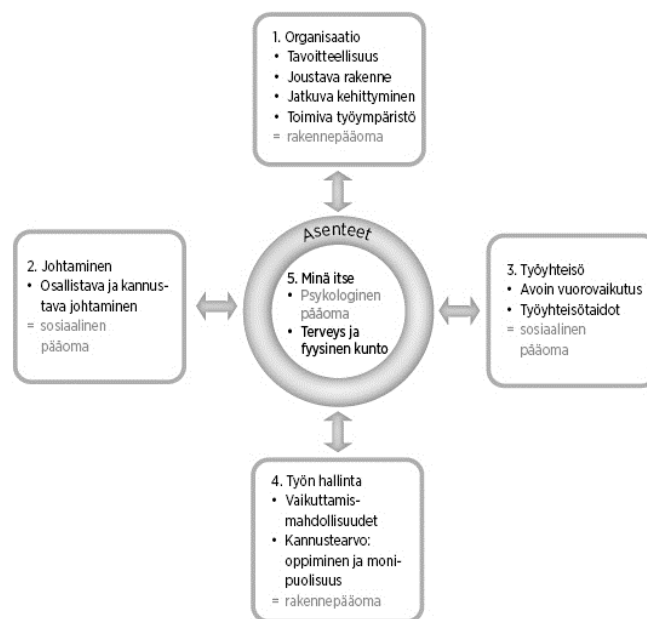 1. Organisaatio
• Tavoitteellisuus
• Joustava rakenne
• Jatkuva kehittyminen
• Toimiva työympäristö
= rakennepääoma
Asenteet
2. Johtaminen
• Osallistava ja kannus-
tava johtaminen
= sosiaalinen
pääoma
5. Minä itse
• Psykologinen
pääoma
• Terveys ja
fyysinen kunto
3. Työyhteisö
• Avoin vuorovaikutus
• Työyhteisötaidot
= sosiaalinen
pääoma
4. Työn hallinta
• Vaikuttamis-
mahdollisuudet
• Kannustearvo:
oppiminen ja moni-
puolisuus
= rakennepääoma